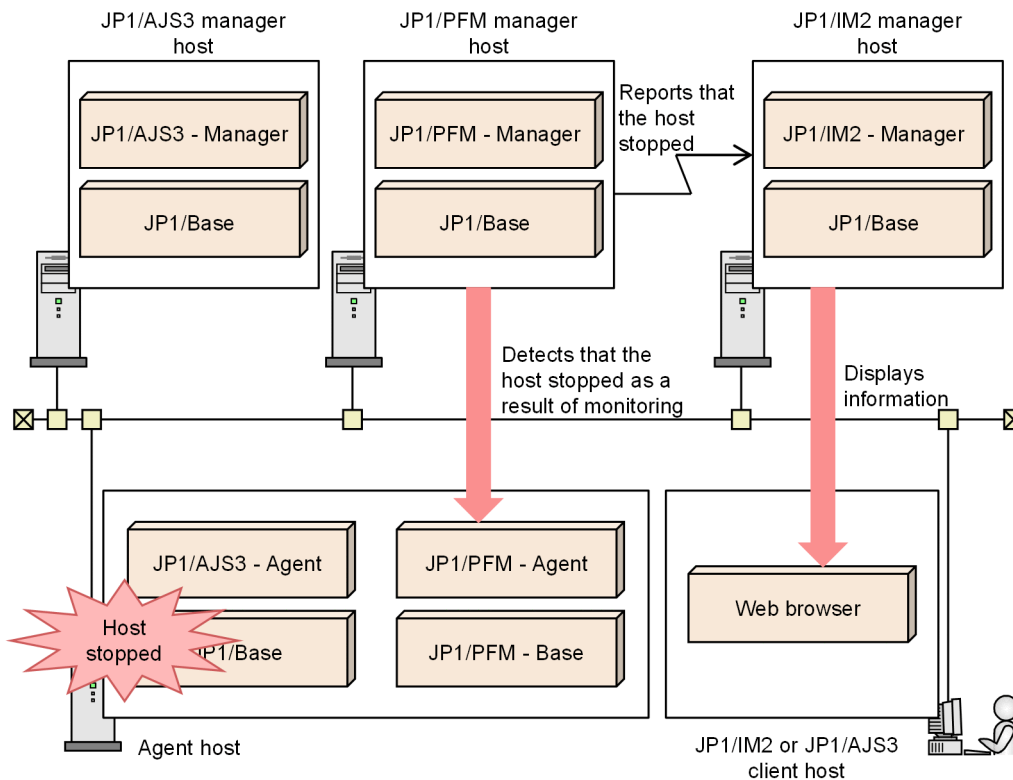 JP1/AJS3 manager
host
JP1/PFM manager
host
JP1/IM2 manager
host
JP1/AJS3 - Manager
JP1/Base
JP1/PFM - Manager
JP1/Base
Reports that
the host
stopped
JP1/IM2 - Manager
JP1/Base
Detects that the
host stopped as a
result of monitoring
Displays
information
JP1/AJS3 - Agent
JP1/PFM - Agent
Host
stopped
JP1/Base
JP1/PFM - Base
Web browser
Agent host
JP1/IM2 or JP1/AJS3
client host